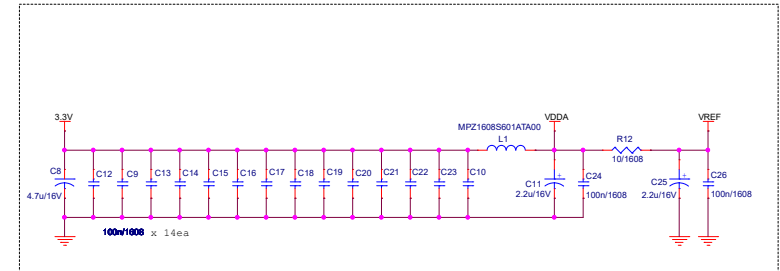 3.3V
VDDA
VREF
MPZ1608S601ATA00
L1
R12
10/1608
C8
4.7u/16V
C12
C9
C13
C14
C15
C16
C17
C18
C19
C20
C21
C22
C23
C10
C11
2.2u/16V
C24
100n/1608
C25
2.2u/16V
C26
100n/1608
+
+
100n/1608 x 14ea